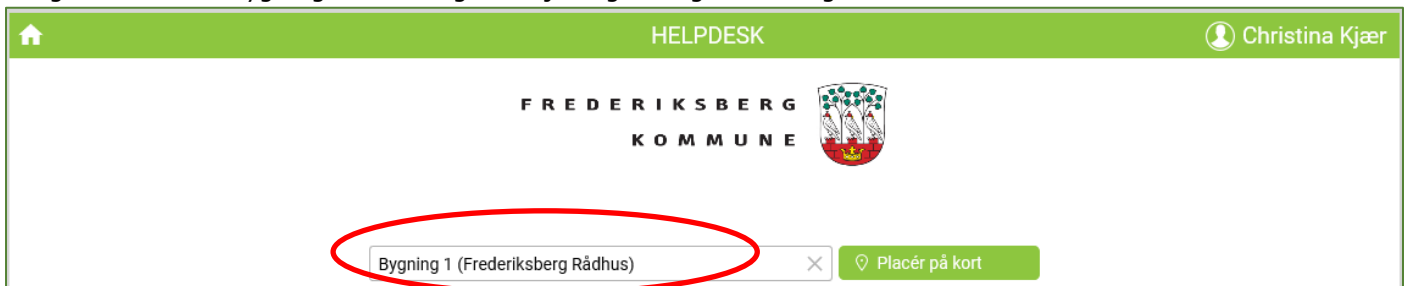 HELPDESK
Christina Kjær
FREDERIKSBERG
KOMMUNE
Bygning 1 (Frederiksberg Rådhus)
Placér på kort